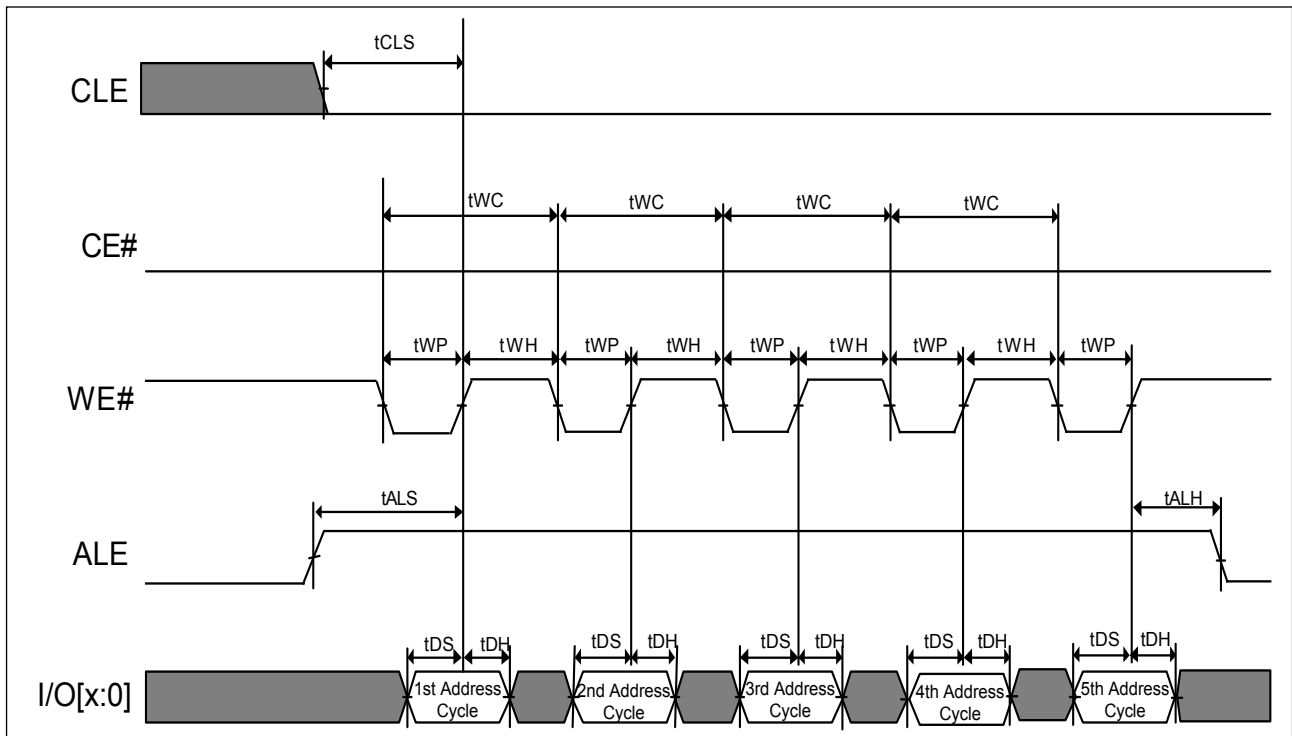 tCLS
CLE
tWC tWC tWC tWC
CE#
tWP tWH tWP tWH tWP tWH tWP tWH tWP
WE#
tALS tALH
ALE
tDS tDH tDS tDH tDS tDH tDS tDH tDS tDH
I/O[x:0]
1st Address Cycle
2nd Address Cycle
3rd Address Cycle
4th Address Cycle
5th Address Cycle